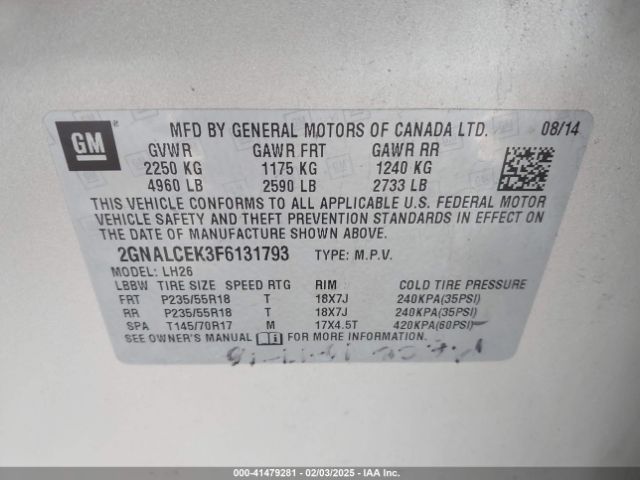 GM MFD BY GENERAL MOTORS OF CANADA LTD. 08/14
GVWR GAWR FRT GAWR RR
2250 KG 1175 KG 1240 KG
4960 LB 2590 LB 2733 LB
THIS VEHICLE CONFORMS TO ALL APPLICABLE U.S. FEDERAL MOTOR
VEHICLE SAFETY AND THEFT PREVENTION STANDARDS IN EFFECT ON
THE DATE OF MANUFACTURE SHOWN ABOVE.
2GNALCEK3F6131793 TYPE: M.P.V.
MODEL: LH26
LBBW TIRE SIZE SPEED RTG RIM COLD TIRE PRESSURE
FRT P235/55R18 T 18X7J 240KPA(35PSI)
RR P235/55R18 T 18X7J 240KPA(35PSI)
SPA T145/70R17 M 17X4.5T 420KPA(60PSI)
SEE OWNER'S MANUAL FOR MORE INFORMATION.
000-41479281 - 02/03/2025 - IAA Inc.